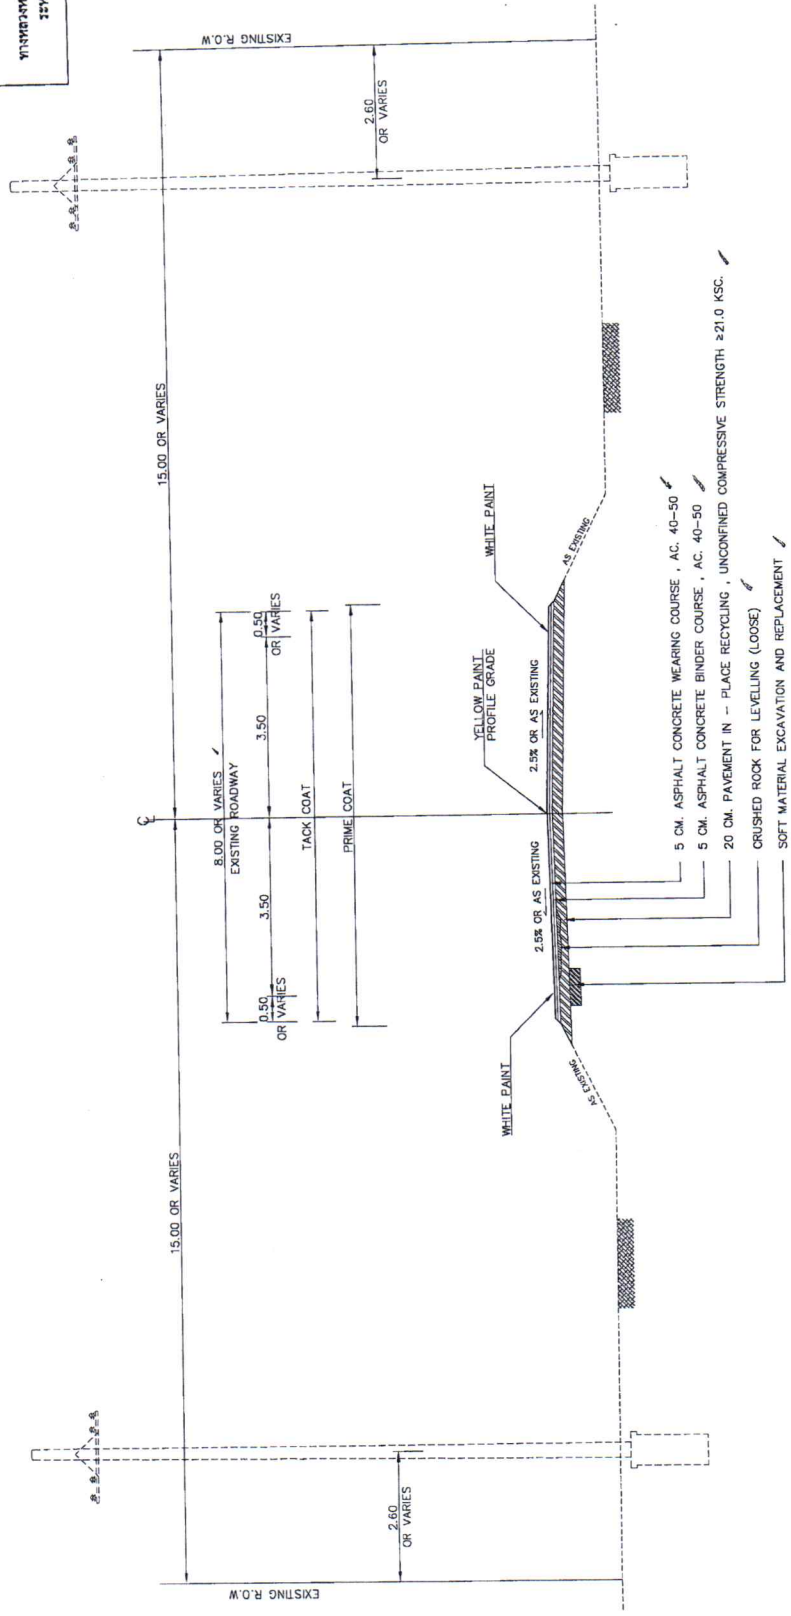 EXISTING R.O.W
EXISTING R.O.W
15.00 OR VARIES
15.00 OR VARIES
2.60
OR VARIES
2.60
OR VARIES
℄
8.00 OR VARIES
EXISTING ROADWAY
0.50
OR VARIES
3.50
3.50
0.50
OR VARIES
TACK COAT
PRIME COAT
WHITE PAINT
YELLOW PAINT
PROFILE GRADE
WHITE PAINT
2.5% OR AS EXISTING
2.5% OR AS EXISTING
AS EXISTING
AS EXISTING
5 CM. ASPHALT CONCRETE WEARING COURSE , AC. 40-50
5 CM. ASPHALT CONCRETE BINDER COURSE , AC. 40-50
20 CM. PAVEMENT IN - PLACE RECYCLING , UNCONFINED COMPRESSIVE STRENGTH ≥21.0 KSC.
CRUSHED ROCK FOR LEVELLING (LOOSE)
SOFT MATERIAL EXCAVATION AND REPLACEMENT